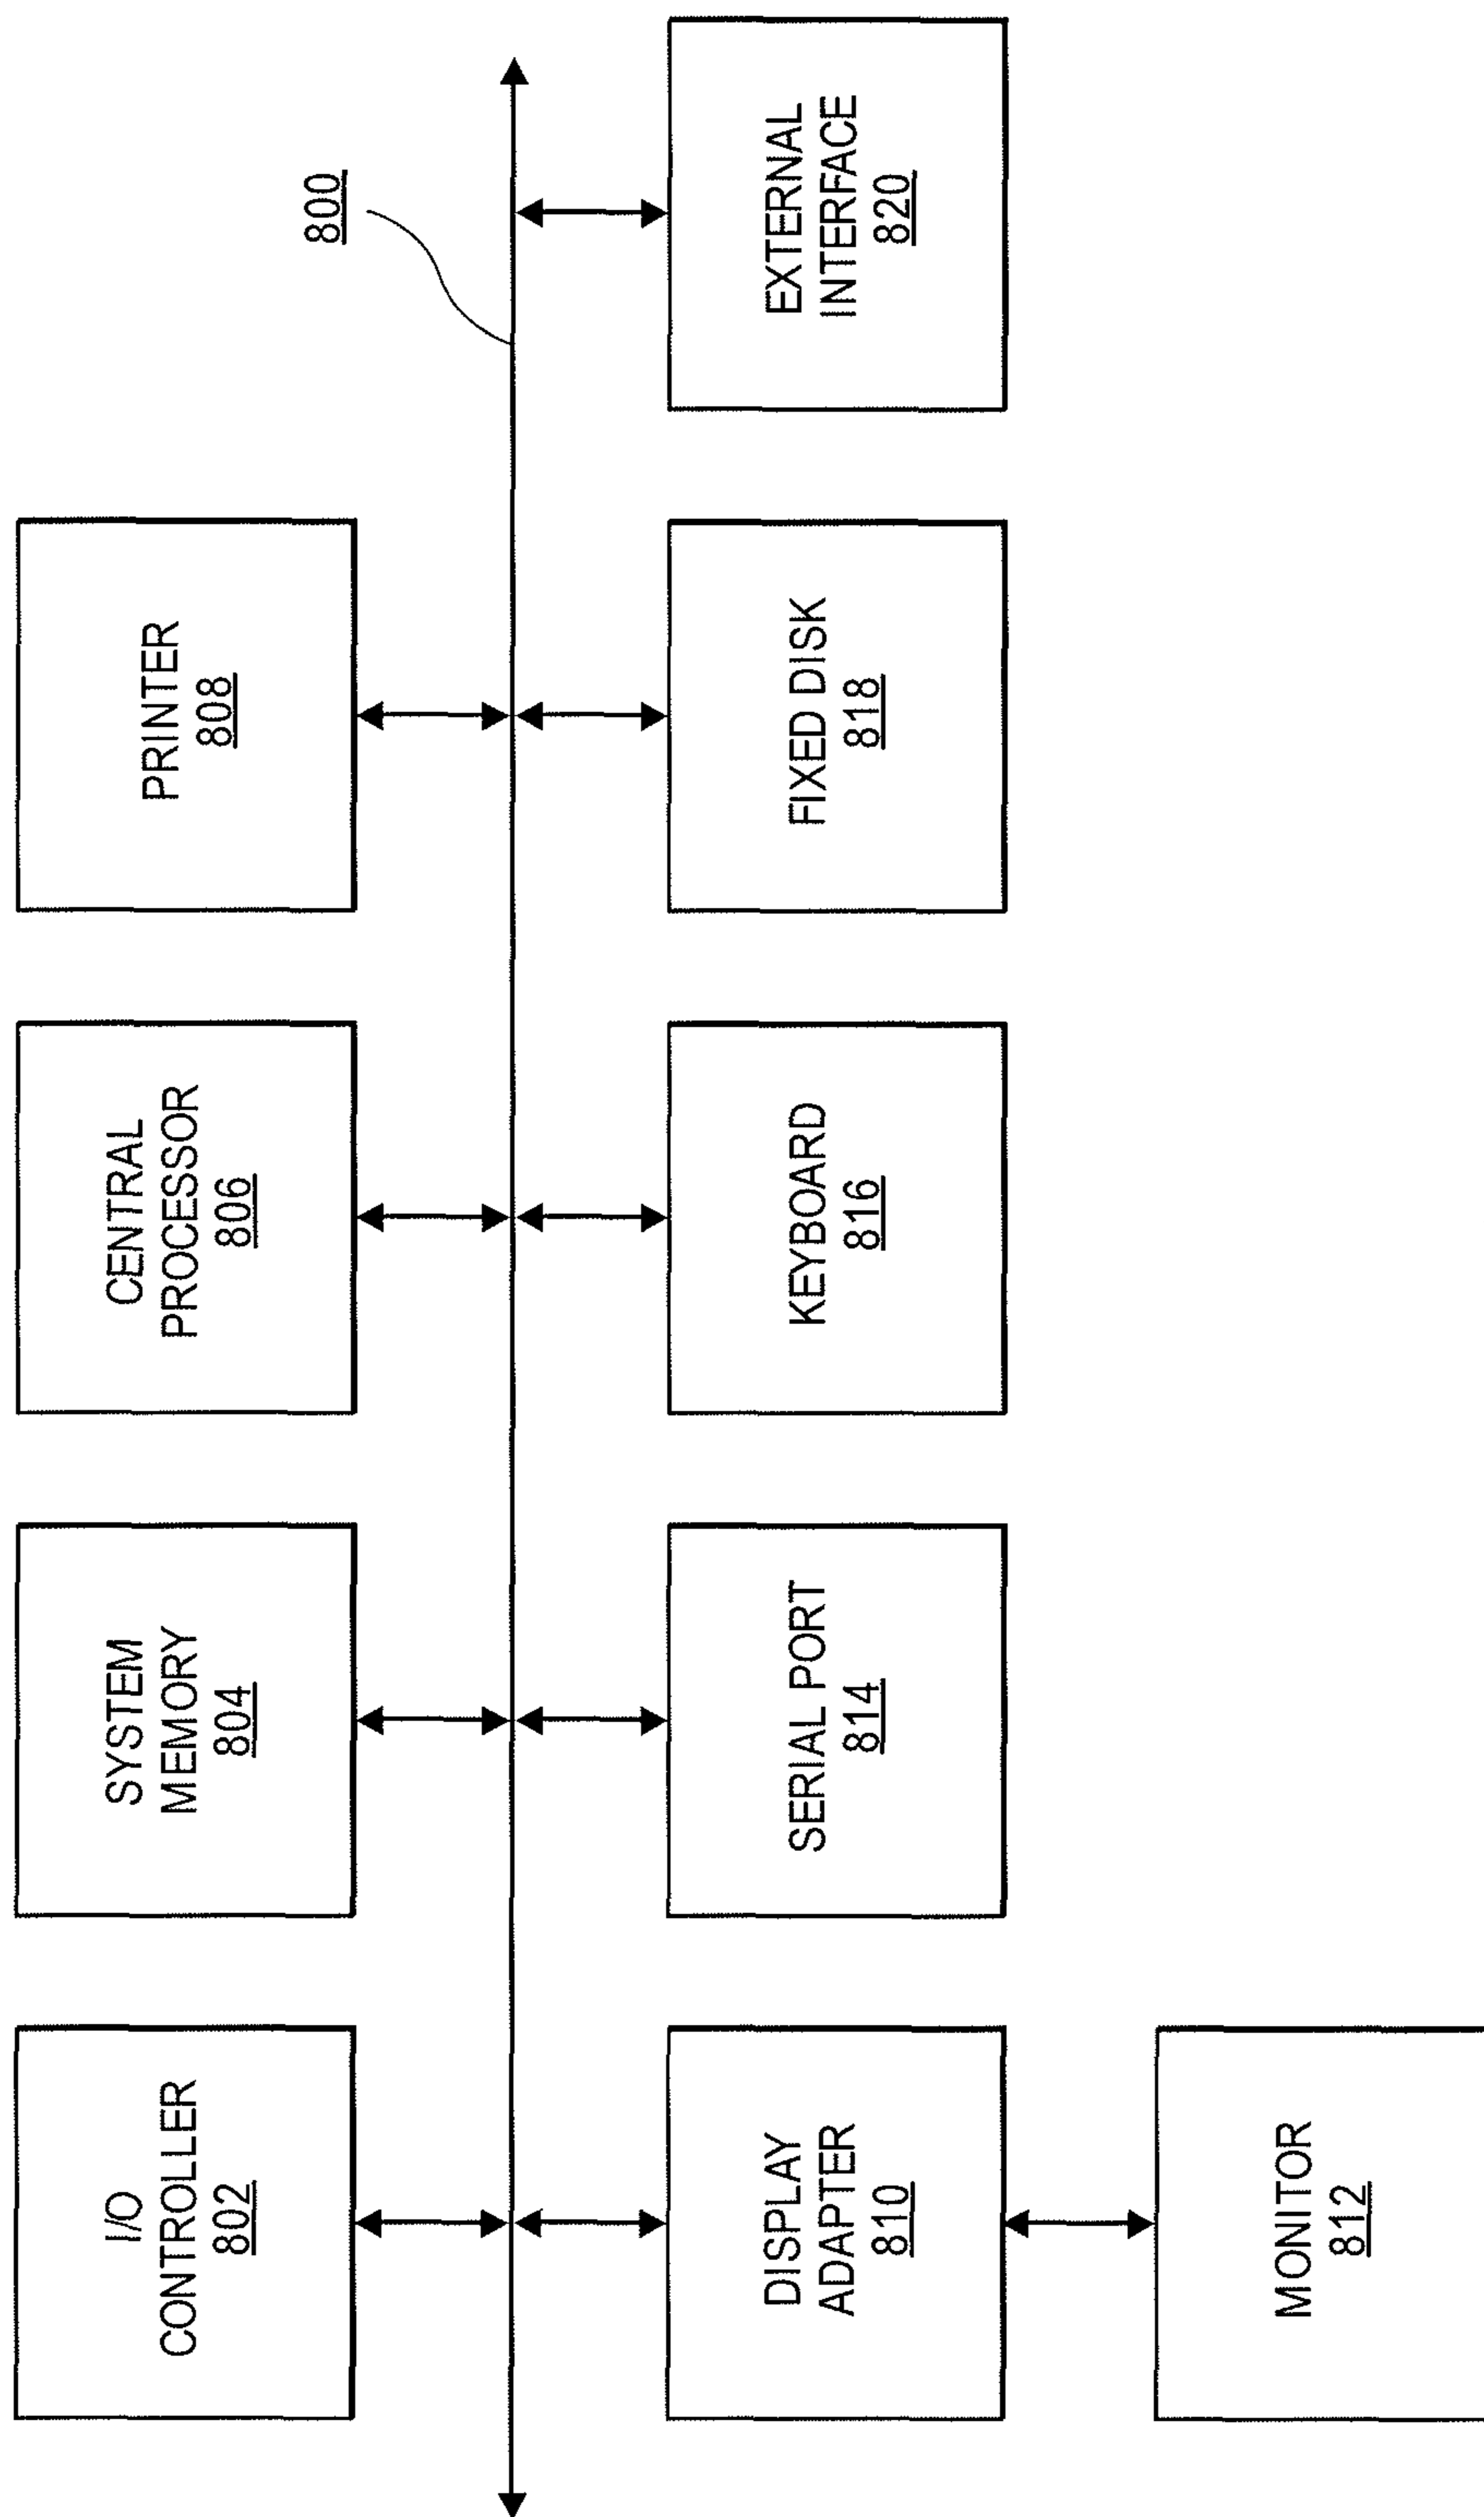 I/O
CONTROLLER
802
SYSTEM
MEMORY
804
CENTRAL
PROCESSOR
806
PRINTER
808
800
DISPLAY
ADAPTER
810
SERIAL PORT
814
KEYBOARD
816
FIXED DISK
818
EXTERNAL
INTERFACE
820
MONITOR
812